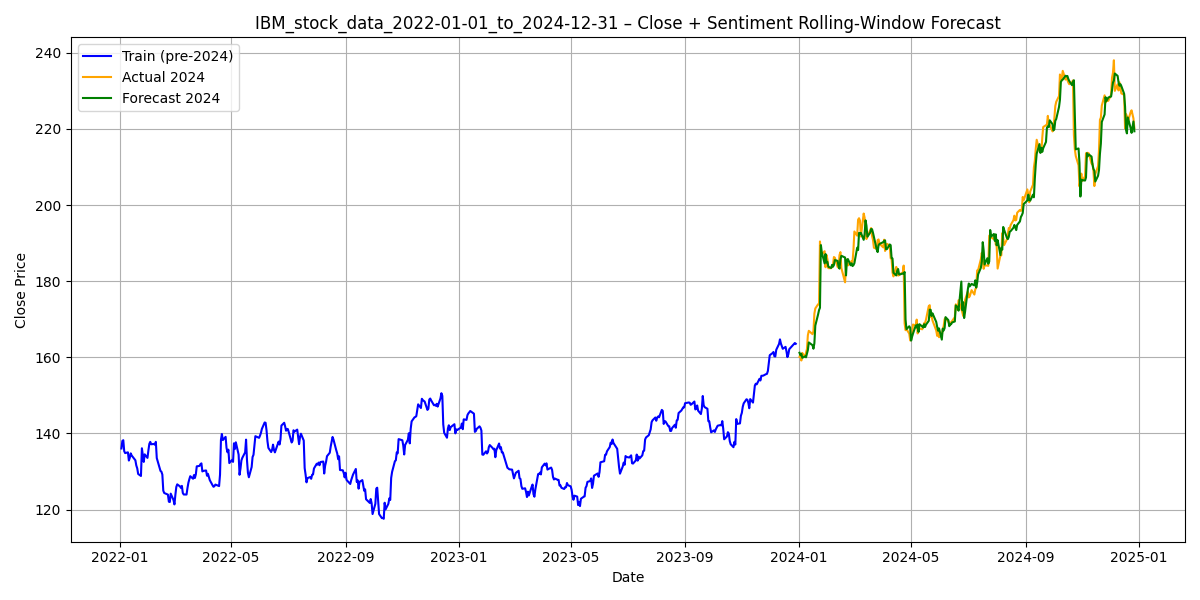 IBM_stock_data_2022-01-01_to_2024-12-31 – Close + Sentiment Rolling-Window Forecast
Train (pre-2024)
Actual 2024
Forecast 2024
Close Price
240
220
200
180
160
140
120
2022-01 2022-05 2022-09 2023-01 2023-05 2023-09 2024-01 2024-05 2024-09 2025-01
Date